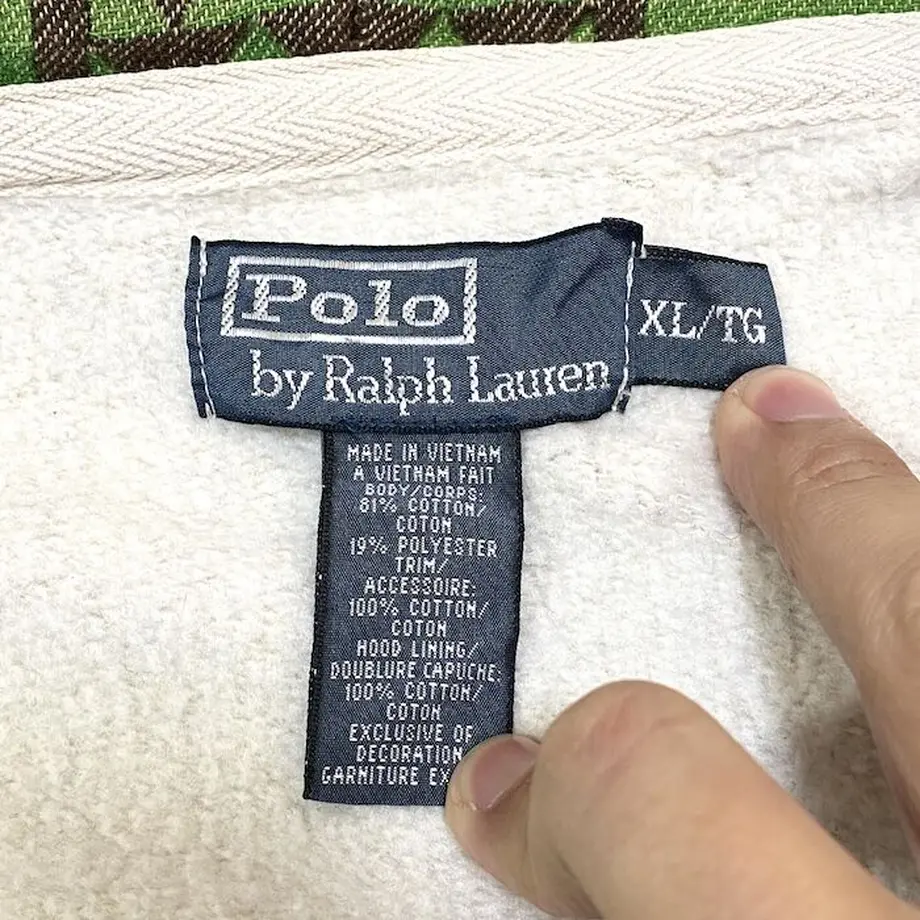 Polo
by Ralph Lauren
XL/TG
MADE IN VIETNAM
A VIETNAM FAIT
BODY/CORPS:
81% COTTON/
COTON
19% POLYESTER
TRIM/
ACCESSOIRE:
100% COTTON/
COTON
HOOD LINING/
DOUBLURE CAPUCHE:
100% COTTON/
COTON
EXCLUSIVE OF
DECORATION
GARNITURE